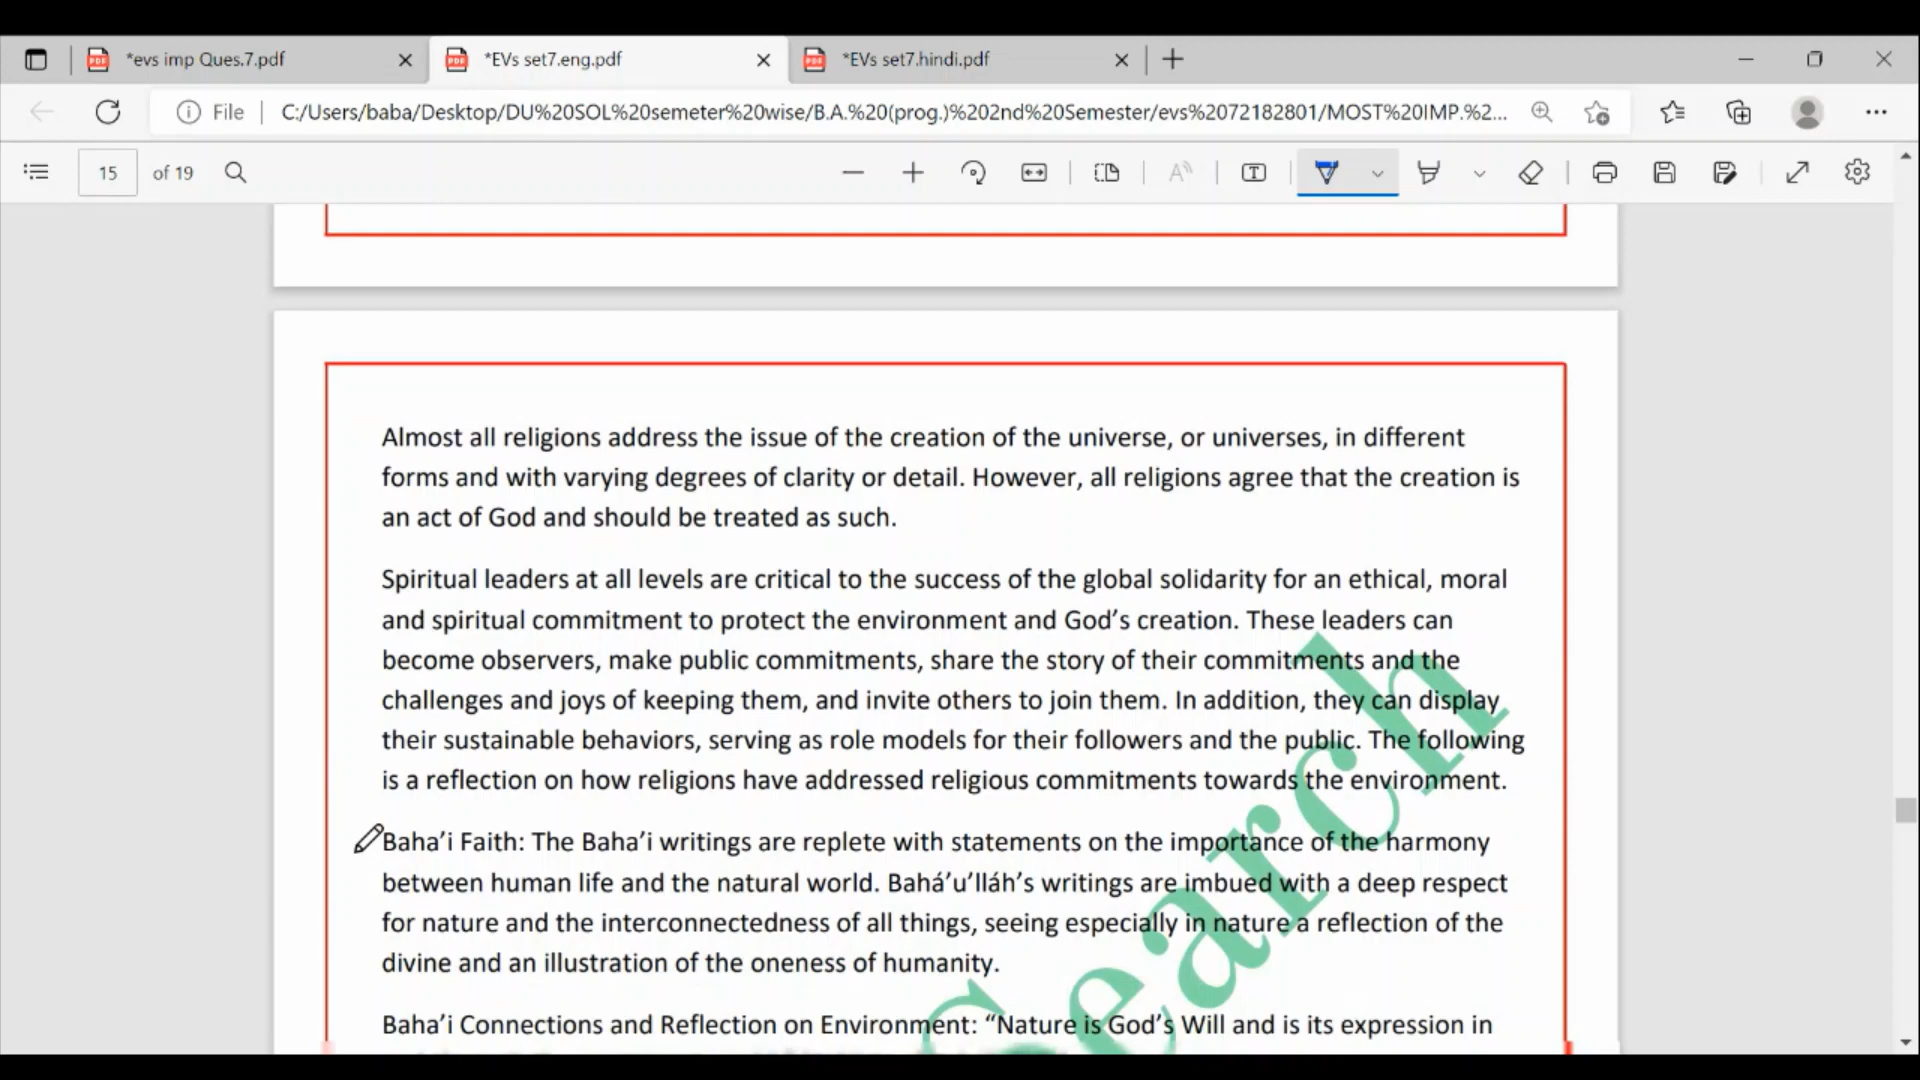 *evs imp Ques.7.pdf
*EVs set7.eng.pdf
*EVs set7.hindi.pdf
File
C:/Users/baba/Desktop/DU%20SOL%20semeter%20wise/B.A.%20(prog.)%202nd%20Semester/evs%2072182801/MOST%20IMP.%2...
15 of 19
Almost all religions address the issue of the creation of the universe, or universes, in different
forms and with varying degrees of clarity or detail. However, all religions agree that the creation is
an act of God and should be treated as such.
Spiritual leaders at all levels are critical to the success of the global solidarity for an ethical, moral
and spiritual commitment to protect the environment and God’s creation. These leaders can
become observers, make public commitments, share the story of their commitments and the
challenges and joys of keeping them, and invite others to join them. In addition, they can display
their sustainable behaviors, serving as role models for their followers and the public. The following
is a reflection on how religions have addressed religious commitments towards the environment.
Baha’i Faith: The Baha’i writings are replete with statements on the importance of the harmony
between human life and the natural world. Bahá’u’lláh’s writings are imbued with a deep respect
for nature and the interconnectedness of all things, seeing especially in nature a reflection of the
divine and an illustration of the oneness of humanity.
Baha’i Connections and Reflection on Environment: “Nature is God’s Will and is its expression in